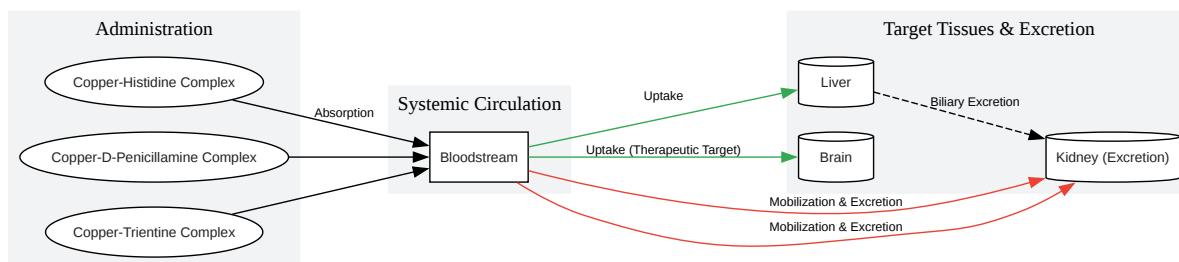 Administration
Copper-Histidine Complex
Copper-D-Penicillamine Complex
Copper-Trientine Complex
Absorption
Systemic Circulation
Bloodstream
Uptake
Uptake (Therapeutic Target)
Mobilization & Excretion
Mobilization & Excretion
Target Tissues & Excretion
Liver
Brain
Biliary Excretion
Kidney (Excretion)